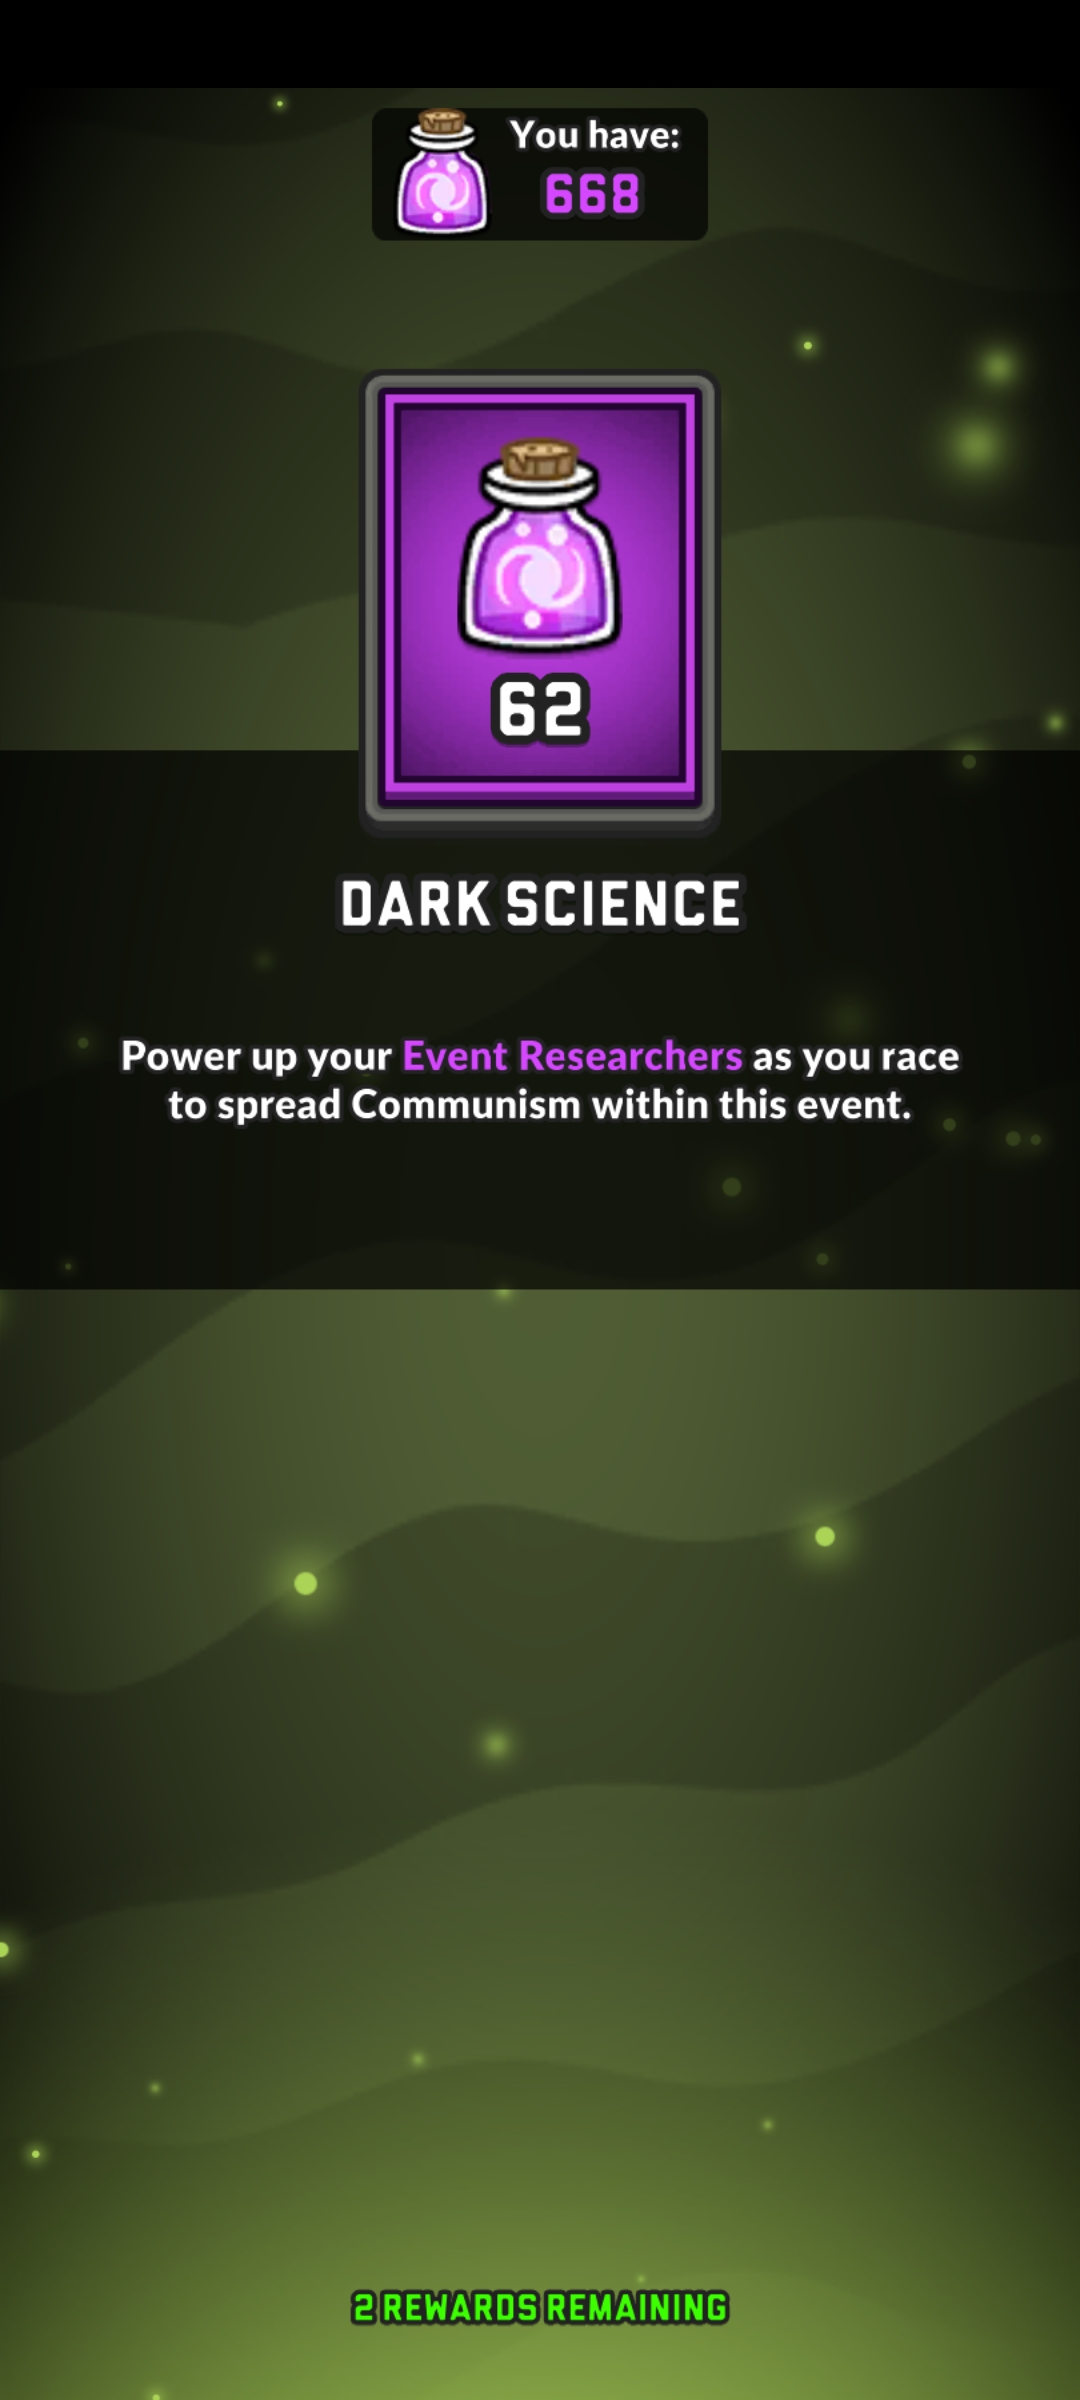 You have:
668
62
DARK SCIENCE
Power up your Event Researchers as you race
to spread Communism within this event.
2 REWARDS REMAINING